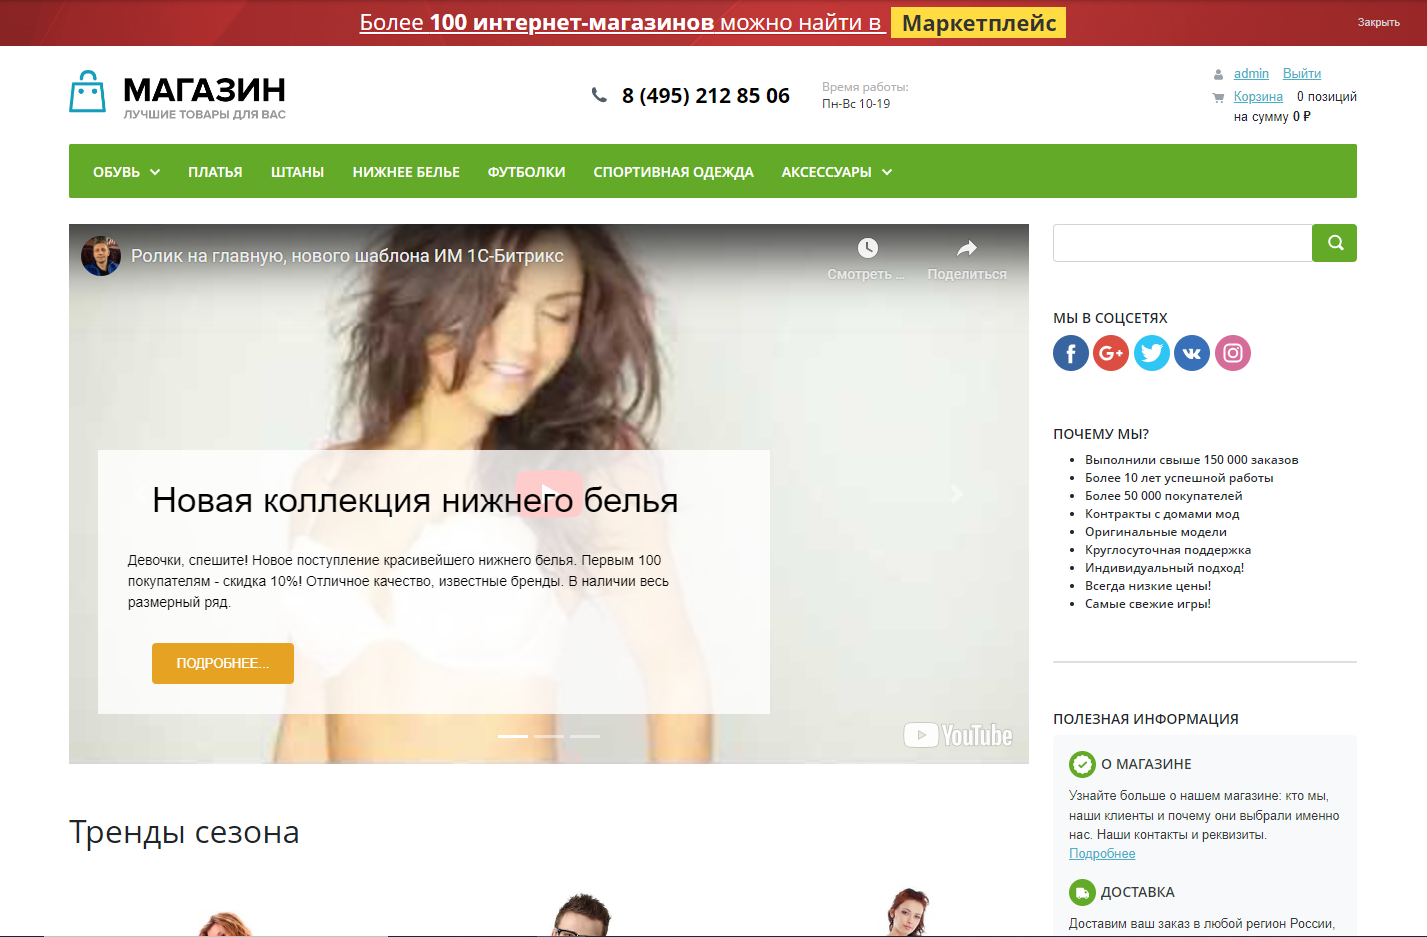 Более 100 интернет-магазинов можно найти в Маркетплейс
Закрыть
МАГАЗИН
ЛУЧШИЕ ТОВАРЫ ДЛЯ ВАС
8 (495) 212 85 06
Время работы:
Пн-Вс 10-19
admin Выйти
Корзина 0 позиций
на сумму 0 ₽
ОБУВЬ ПЛАТЬЯ ШТАНЫ НИЖНЕЕ БЕЛЬЕ ФУТБОЛКИ СПОРТИВНАЯ ОДЕЖДА АКСЕССУАРЫ
Ролик на главную, нового шаблона ИМ 1С-Битрикс
Смотреть ...
Поделиться
Новая коллекция нижнего белья
Девочки, спешите! Новое поступление красивейшего нижнего белья. Первым 100
покупателям - скидка 10%! Отличное качество, известные бренды. В наличии весь
размерный ряд.
ПОДРОБНЕЕ...
YouTube
Тренды сезона
МЫ В СОЦСЕТЯХ
ПОЧЕМУ МЫ?
Выполнили свыше 150 000 заказов
Более 10 лет успешной работы
Более 50 000 покупателей
Контракты с домами мод
Оригинальные модели
Круглосуточная поддержка
Индивидуальный подход!
Всегда низкие цены!
Самые свежие игры!
ПОЛЕЗНАЯ ИНФОРМАЦИЯ
О МАГАЗИНЕ
Узнайте больше о нашем магазине: кто мы,
наши клиенты и почему они выбрали именно
нас. Наши контакты и реквизиты.
Подробнее
ДОСТАВКА
Доставим ваш заказ в любой регион России,